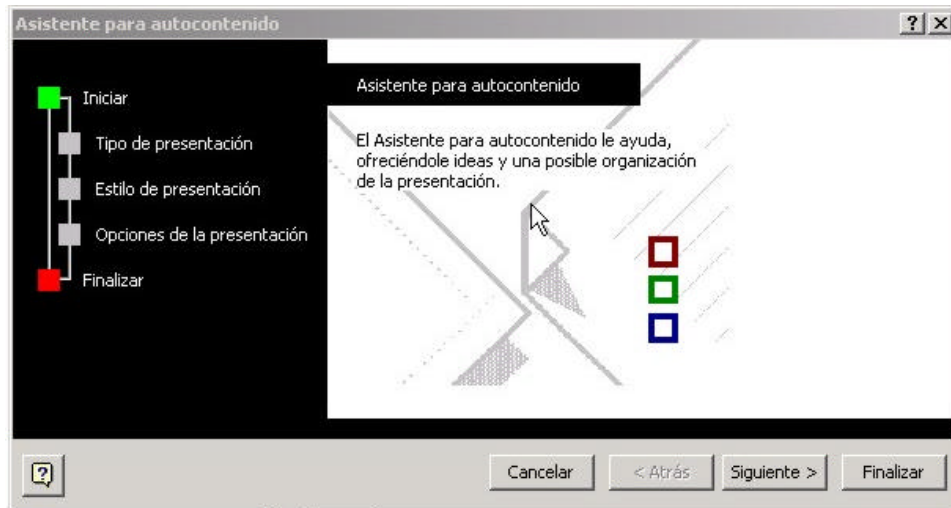 Asistente para autocontenido
Iniciar
Tipo de presentación
Estilo de presentación
Opciones de la presentación
Finalizar
Asistente para autocontenido
El Asistente para autocontenido le ayuda,
ofreciéndole ideas y una posible organización
de la presentación.
Cancelar
< Atrás
Siguiente >
Finalizar